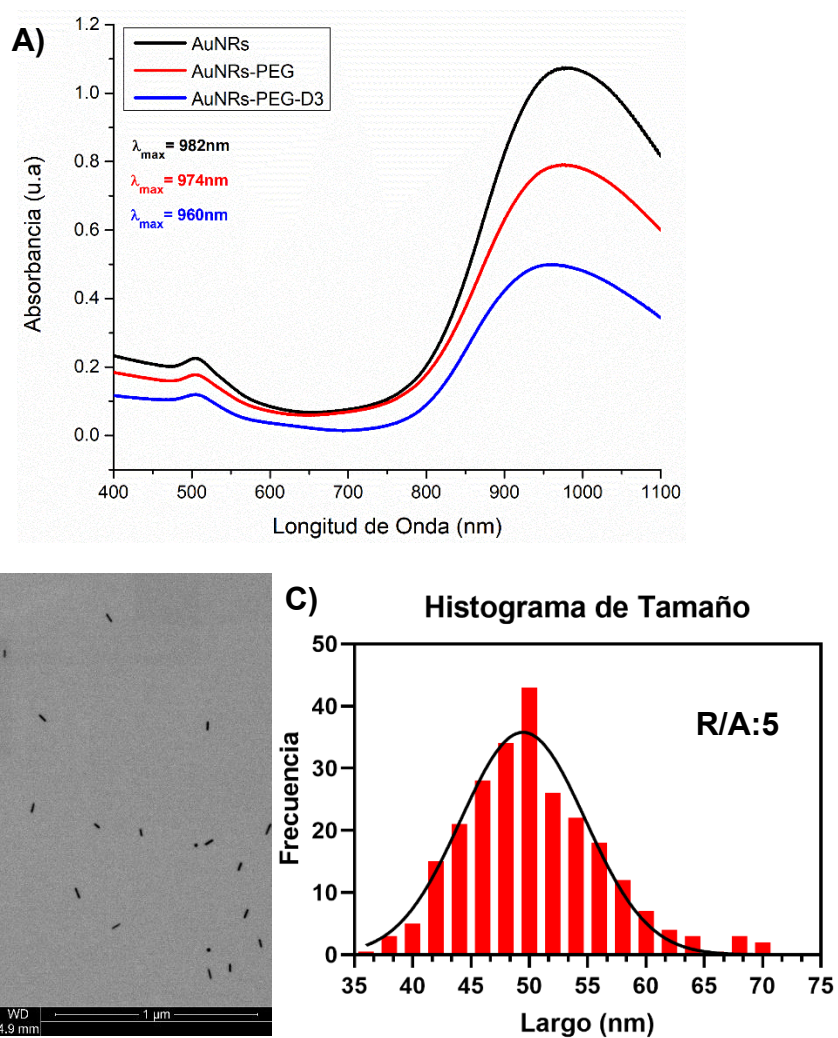 A)
1.2
1.0
0.8
0.6
0.4
0.2
0.0
Absorbancia (u.a)
AuNRs
AuNRs-PEG
AuNRs-PEG-D3
λmax= 982nm
λmax= 974nm
λmax= 960nm
400 500 600 700 800 900 1000 1100
Longitud de Onda (nm)
WD
4.9 mm
1 µm
C)
Histograma de Tamaño
50
40
30
20
10
0
Frecuencia
R/A:5
35 40 45 50 55 60 65 70 75
Largo (nm)